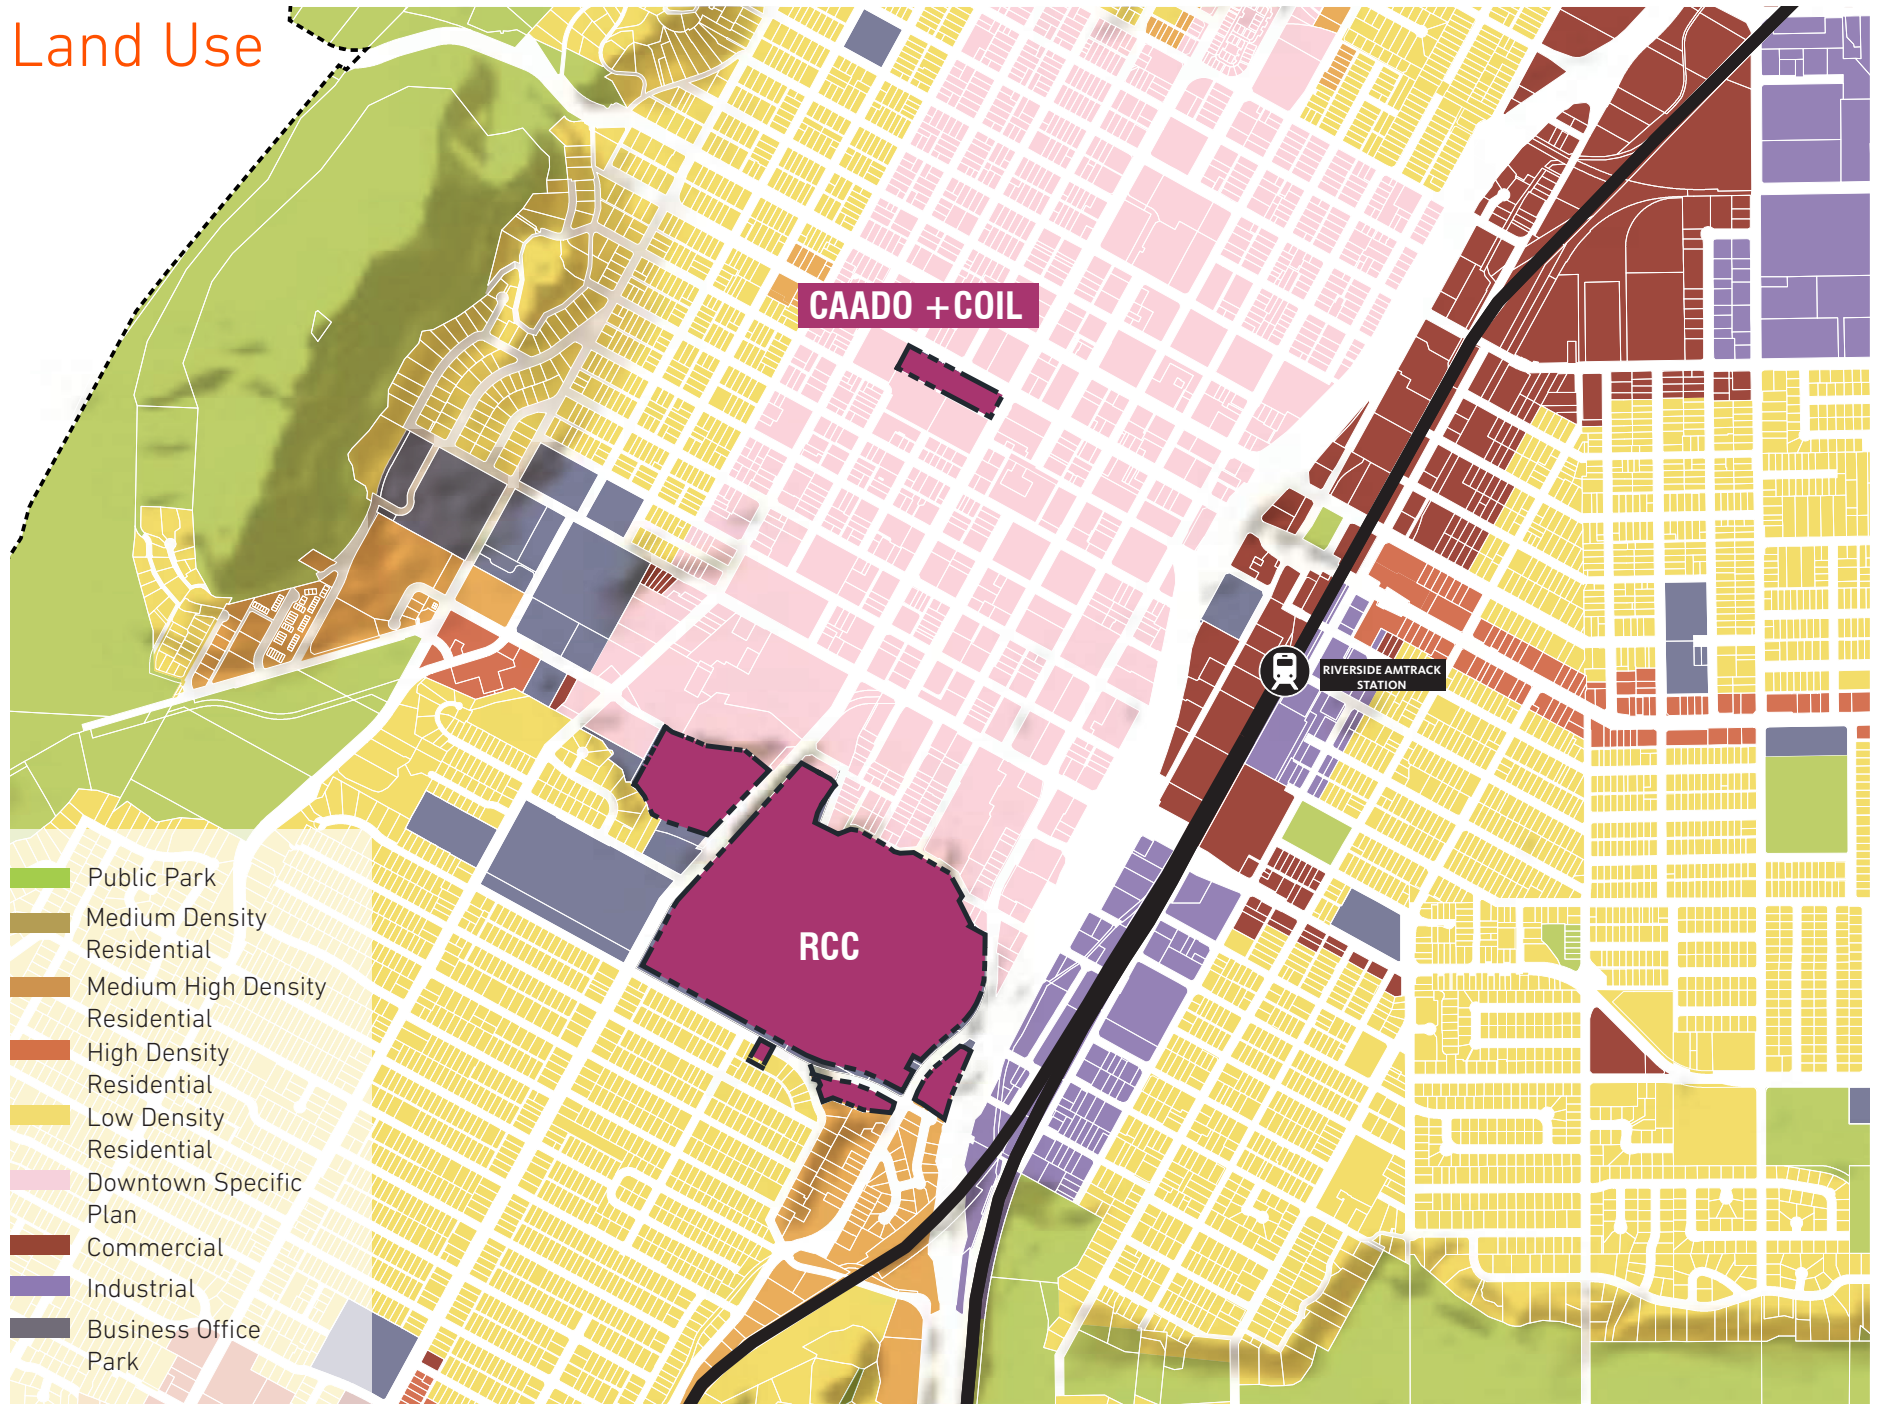 Land Use
CAADO +COIL
RIVERSIDE AMTRACK
STATION
RCC
Public Park
Medium Density
Residential
Medium High Density
Residential
High Density
Residential
Low Density
Residential
Downtown Specific
Plan
Commercial
Industrial
Business Office
Park